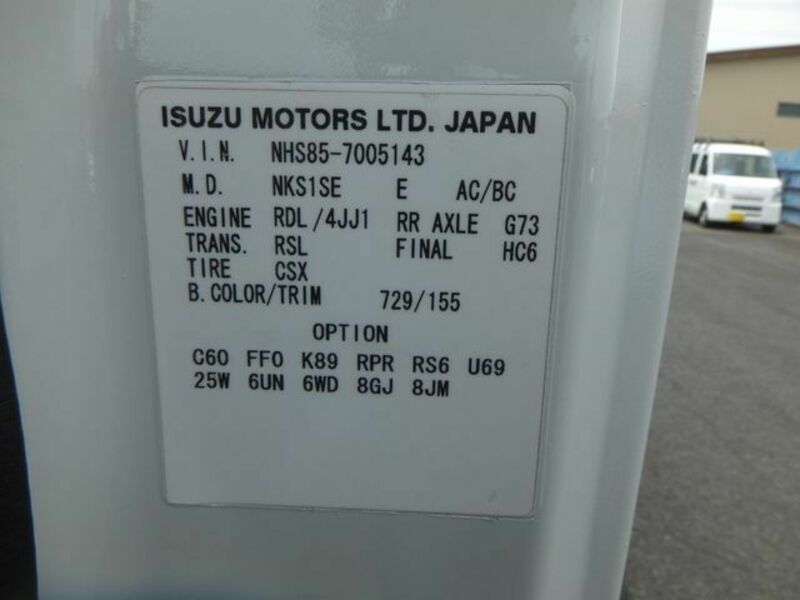 ISUZU MOTORS LTD. JAPAN
V.I.N. NHS85-7005143
M.D. NKS1SE E AC/BC
ENGINE RDL/4JJ1 RR AXLE G73
TRANS. RSL FINAL HC6
TIRE CSX
B.COLOR/TRIM 729/155
OPTION
C60 FF0 K89 RPR RS6 U69
25W 6UN 6WD 8GJ 8JM